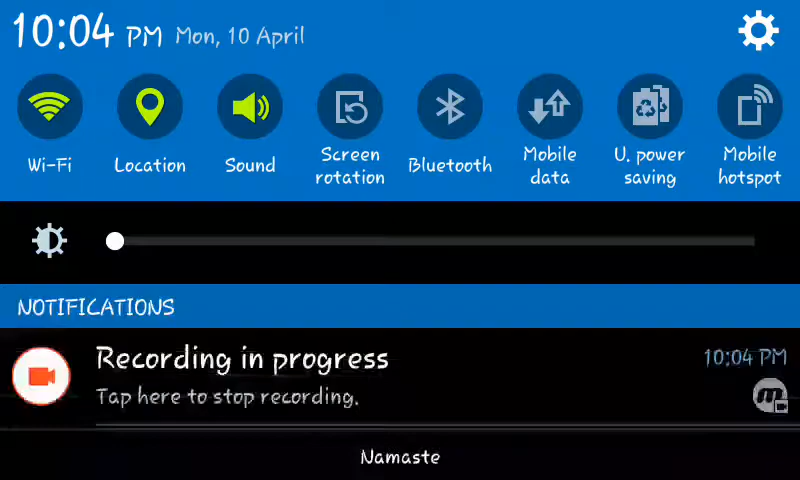 10:04 PM Mon, 10 April
Wi-Fi Location Sound Screen rotation Bluetooth Mobile data U. power saving Mobile hotspot
NOTIFICATIONS
Recording in progress 10:04 PM
Tap here to stop recording.
m
Namaste